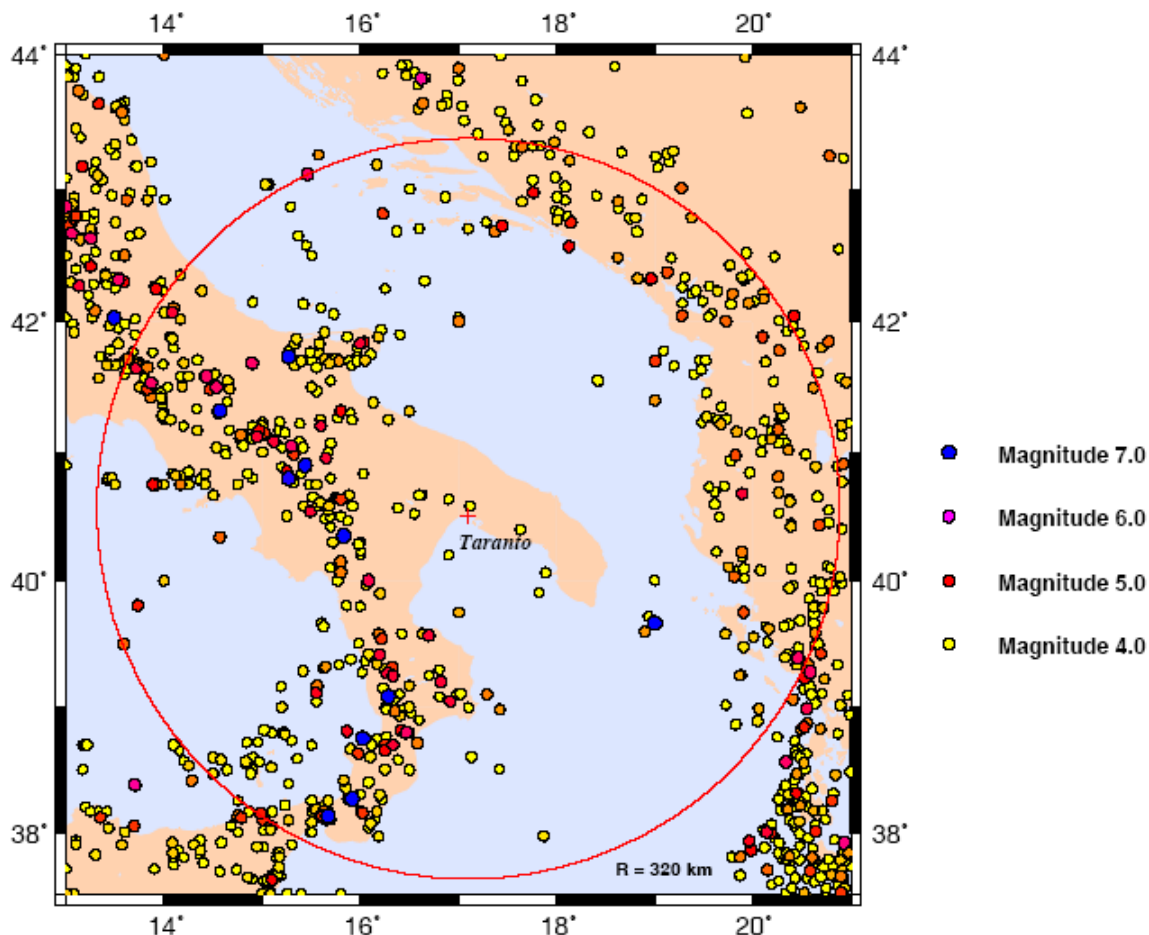 14° 16° 18° 20°
44° 44°
42° 42°
Magnitude 7.0
Magnitude 6.0
Taranto
40° 40°
Magnitude 5.0
Magnitude 4.0
38° 38°
R = 320 km
14° 16° 18° 20°